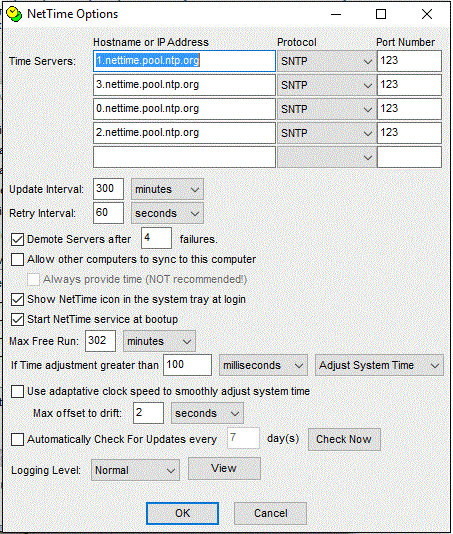 NetTime Options
Hostname or IP Address Protocol Port Number
Time Servers: 1.nettime.pool.ntp.org SNTP 123
3.nettime.pool.ntp.org SNTP 123
0.nettime.pool.ntp.org SNTP 123
2.nettime.pool.ntp.org SNTP 123
Update Interval: 300 minutes
Retry Interval: 60 seconds
Demote Servers after 4 failures.
Allow other computers to sync to this computer
Always provide time (NOT recommended!)
Show NetTime icon in the system tray at login
Start NetTime service at bootup
Max Free Run: 302 minutes
If Time adjustment greater than 100 milliseconds Adjust System Time
Use adaptative clock speed to smoothly adjust system time
Max offset to drift: 2 seconds
Automatically Check For Updates every 7 day(s) Check Now
Logging Level: Normal View
OK Cancel